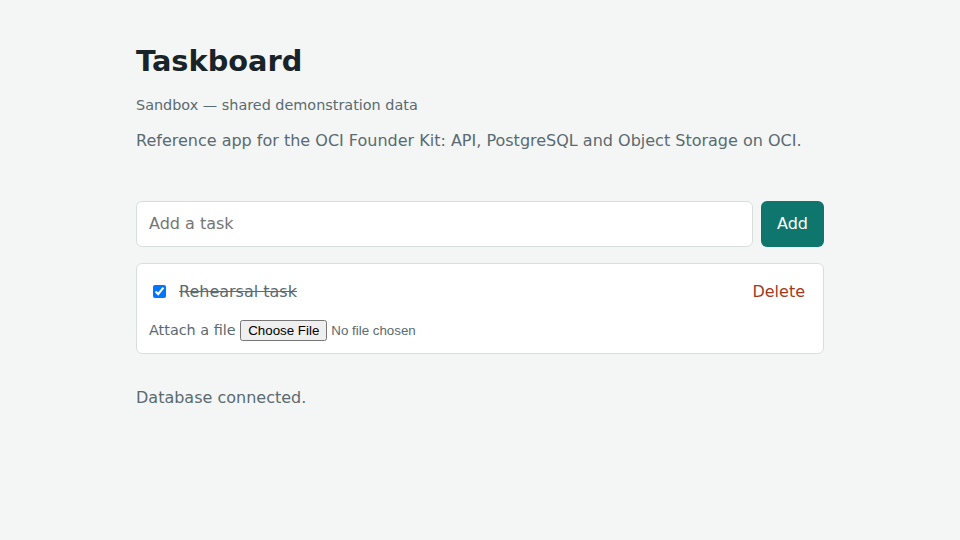 Taskboard
Sandbox — shared demonstration data
Reference app for the OCI Founder Kit: API, PostgreSQL and Object Storage on OCI.
Add a task
Add
Rehearsal task
Delete
Attach a file Choose File No file chosen
Database connected.